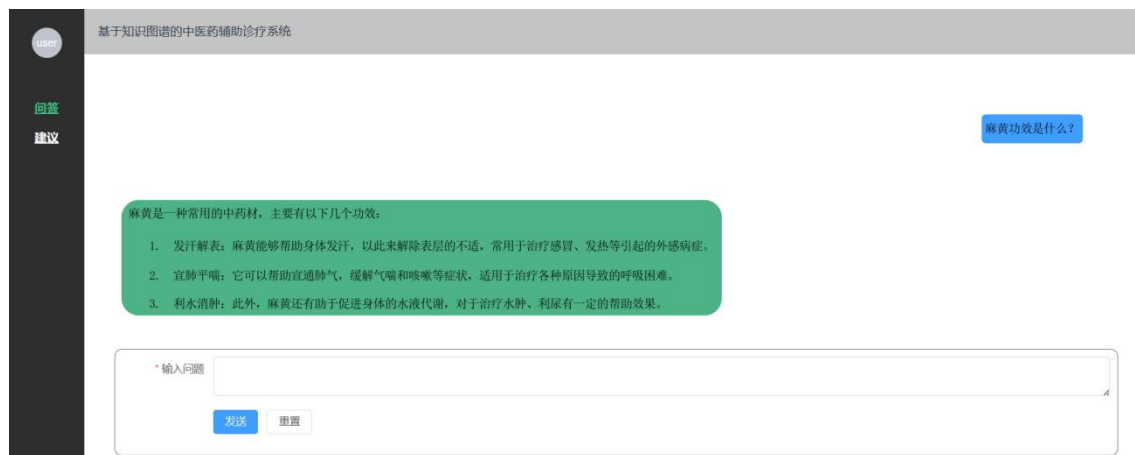 user
基于知识图谱的中医药辅助诊疗系统
问答
建议
麻黄功效是什么？
麻黄是一种常用的中药材，主要有以下几个功效：
1. 发汗解表：麻黄能够帮助身体发汗，以此来解除表层的不适，常用于治疗感冒、发热等引起的外感病症。
2. 宣肺平喘：它可以帮助宣通肺气，缓解气喘和咳嗽等症状，适用于治疗各种原因导致的呼吸困难。
3. 利水消肿：此外，麻黄还有助于促进身体的水液代谢，对于治疗水肿、利尿有一定的帮助效果。
* 输入问题
发送 重置